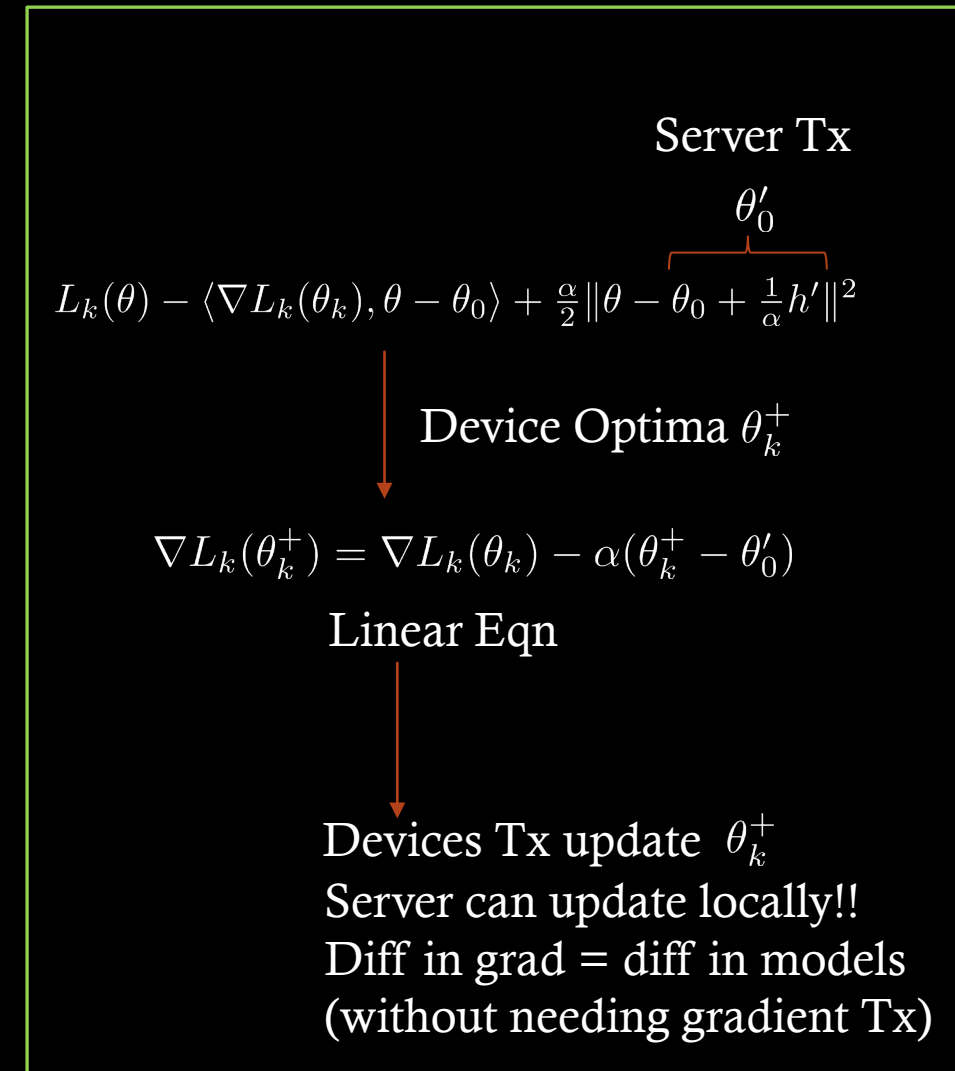 Server Tx
θ′₀
L_k(θ) − ⟨∇L_k(θ_k), θ − θ₀⟩ + α/2 ‖θ − θ₀ + 1/α h′‖²
Device Optima θ_k⁺
∇L_k(θ_k⁺) = ∇L_k(θ_k) − α(θ_k⁺ − θ′₀)
Linear Eqn
Devices Tx update θ_k⁺
Server can update locally!!
Diff in grad = diff in models
(without needing gradient Tx)